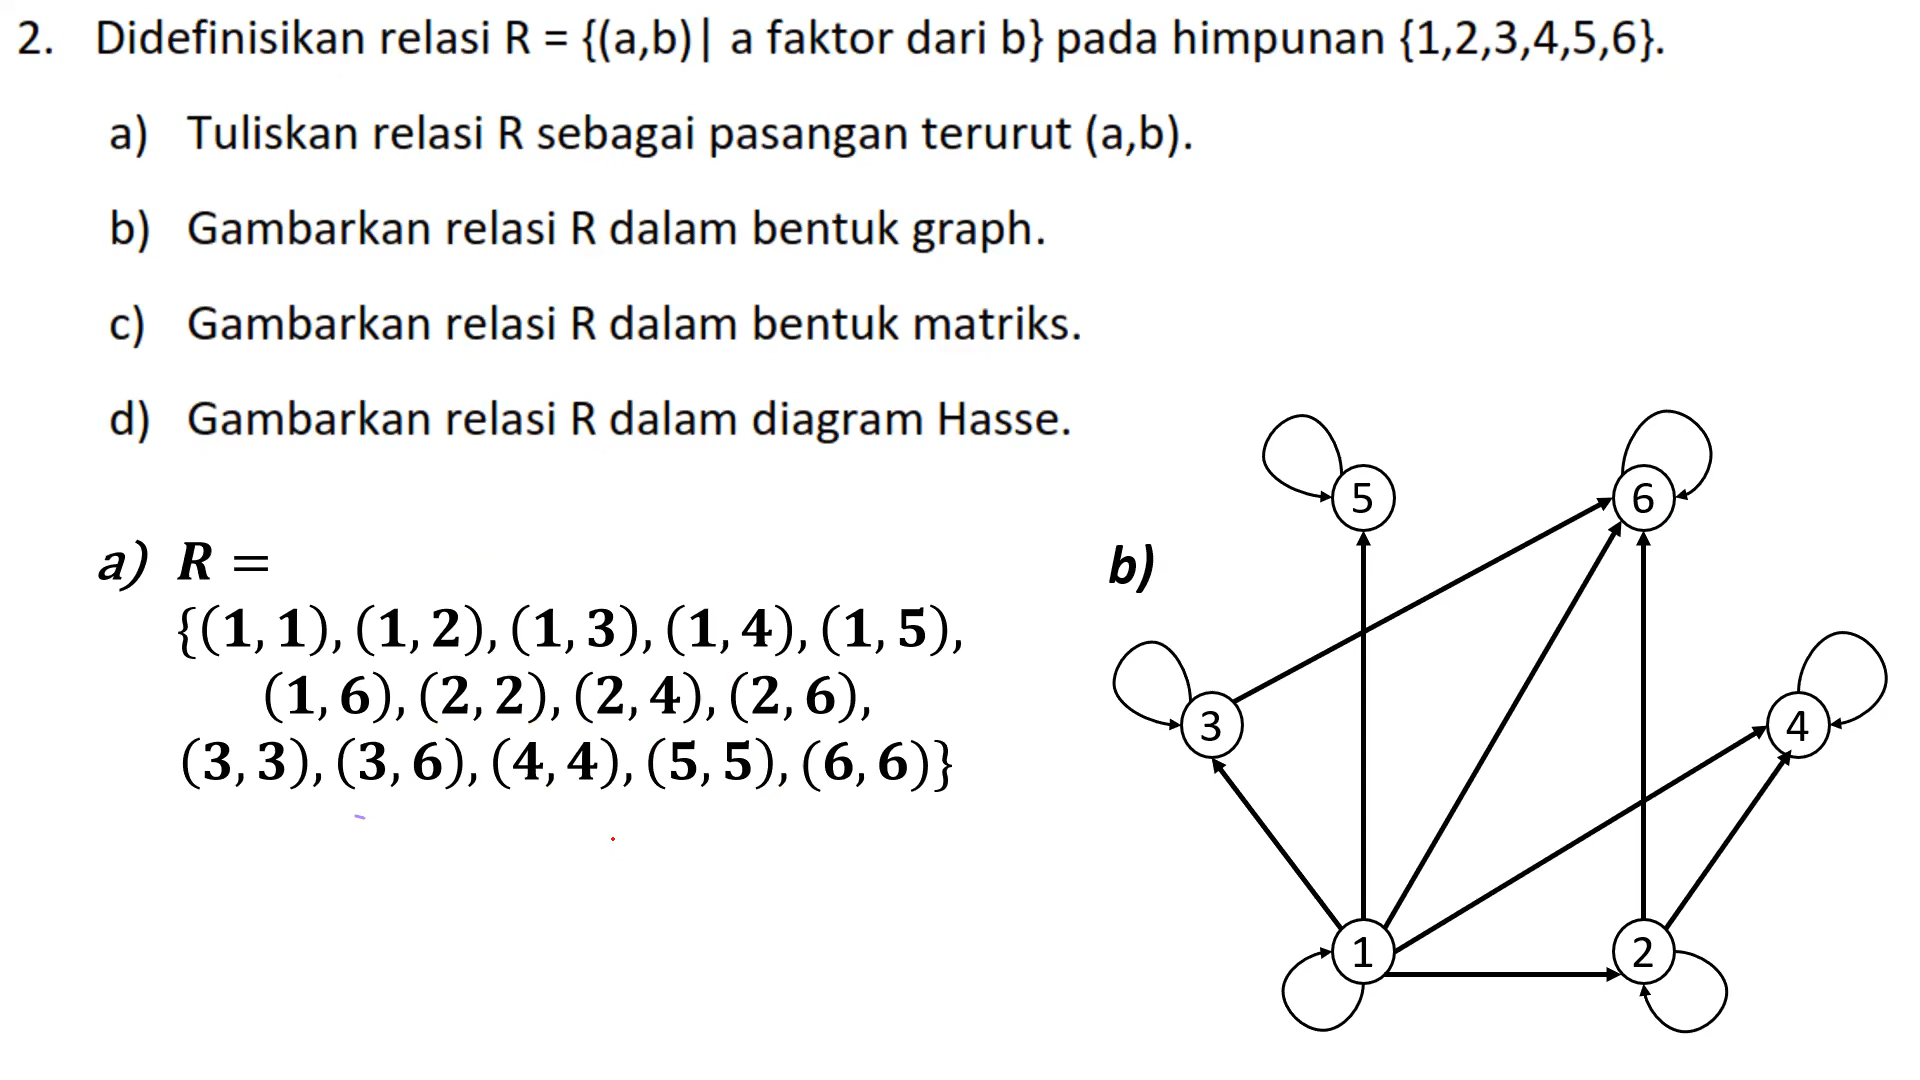 2. Didefinisikan relasi R = {(a,b)| a faktor dari b} pada himpunan {1,2,3,4,5,6}.
a) Tuliskan relasi R sebagai pasangan terurut (a,b).
b) Gambarkan relasi R dalam bentuk graph.
c) Gambarkan relasi R dalam bentuk matriks.
d) Gambarkan relasi R dalam diagram Hasse.
a) R =
{(1, 1), (1, 2), (1, 3), (1, 4), (1, 5),
(1, 6), (2, 2), (2, 4), (2, 6),
(3, 3), (3, 6), (4, 4), (5, 5), (6, 6)}
b)
5 6
3 4
1 2